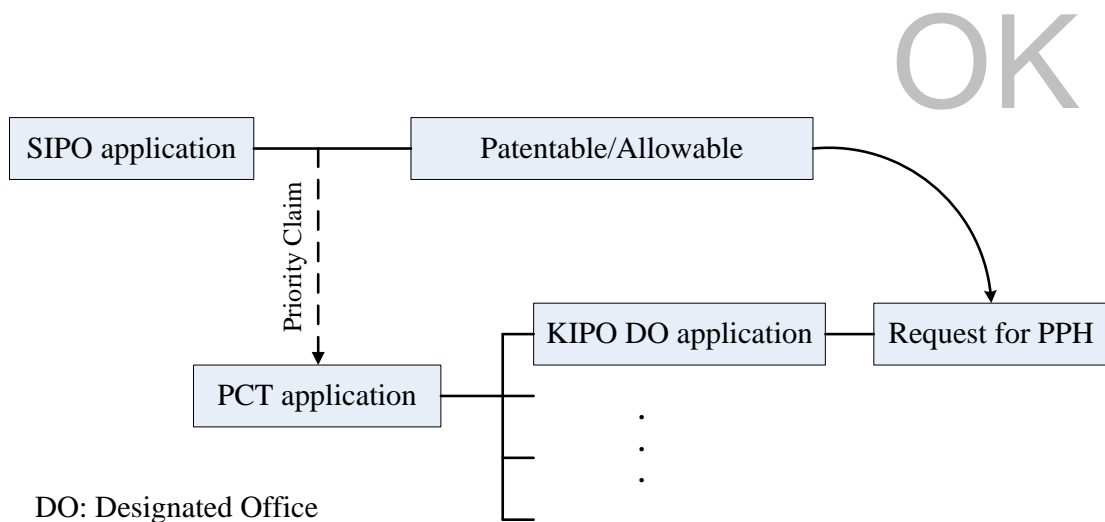 OK
SIPO application
Patentable/Allowable
Priority Claim
KIPO DO application
Request for PPH
PCT application
DO: Designated Office